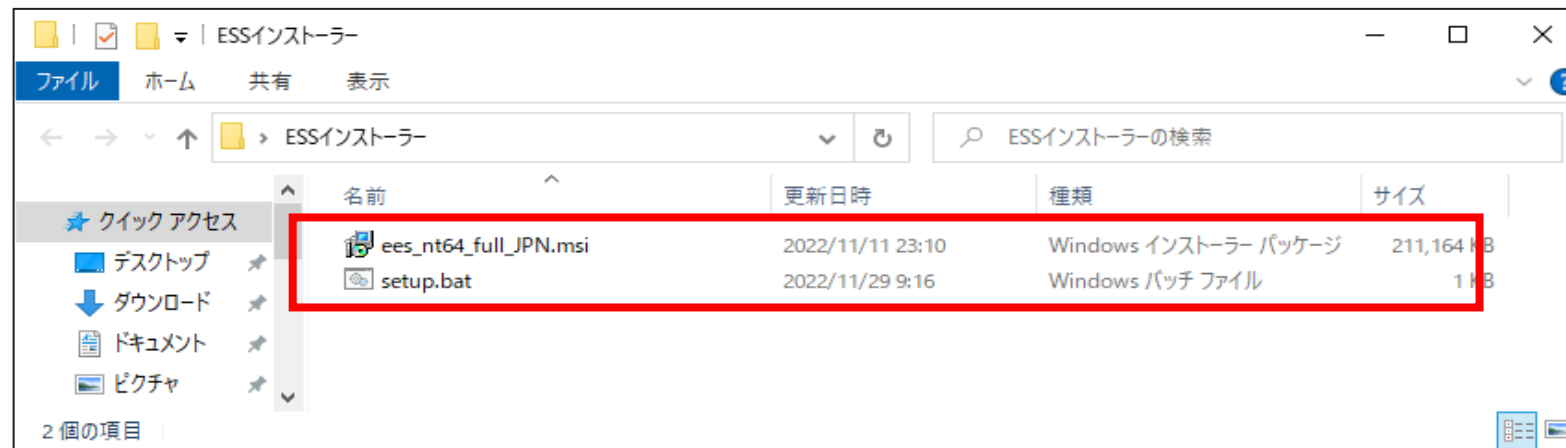 ESSインストーラー
ファイル ホーム 共有 表示
ESSインストーラー ESSインストーラーの検索
名前 更新日時 種類 サイズ
クイック アクセス
ees_nt64_full_JPN.msi 2022/11/11 23:10 Windows インストーラー パッケージ 211,164 KB
デスクトップ
setup.bat 2022/11/29 9:16 Windows バッチ ファイル 1 KB
ダウンロード
ドキュメント
ピクチャ
2 個の項目